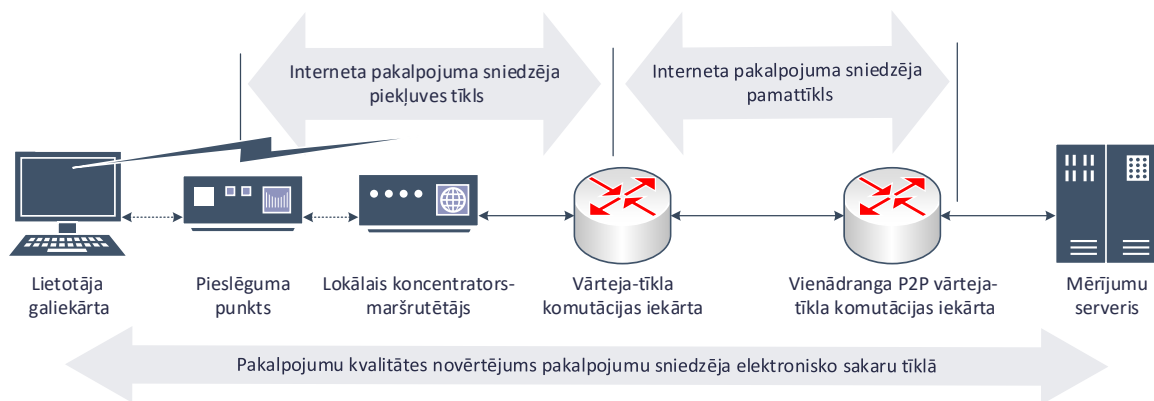 Interneta pakalpojuma sniedzēja
piekļuves tīkls
Interneta pakalpojuma sniedzēja
pamattīkls
Lietotāja
galiekārta
Pieslēguma
punkts
Lokālais koncentrators-
maršrutētājs
Vārteja-tīkla
komutācijas iekārta
Vienādranga P2P vārteja-
tīkla komutācijas iekārta
Mērījumu
serveris
Pakalpojumu kvalitātes novērtējums pakalpojumu sniedzēja elektronisko sakaru tīklā